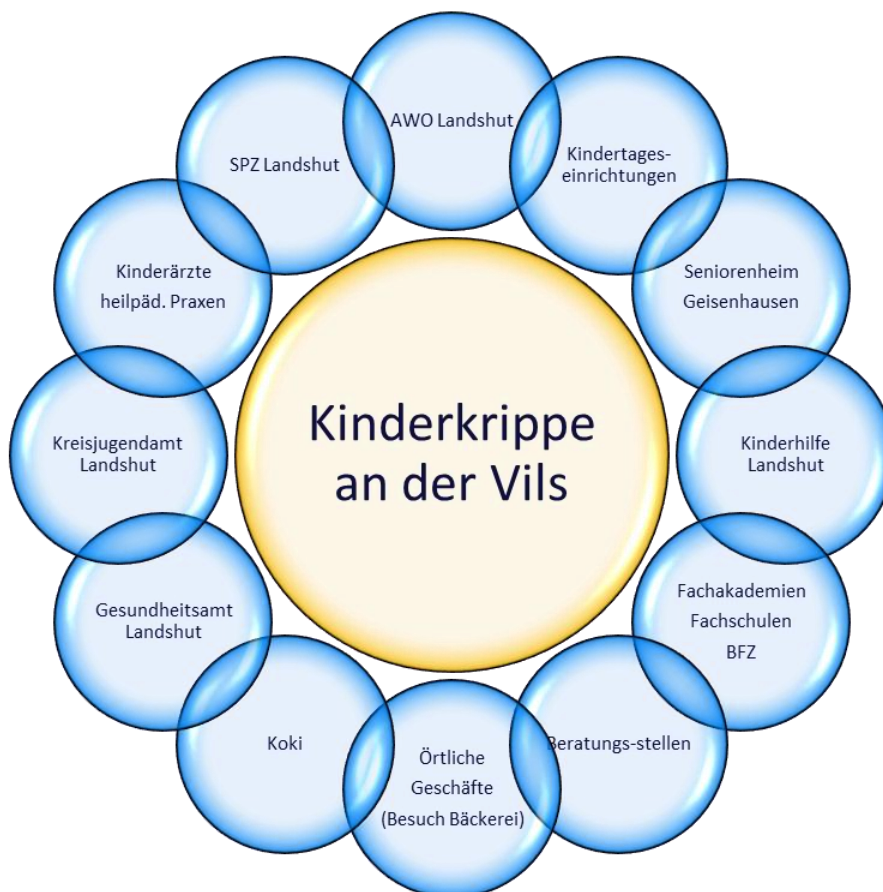 AWO Landshut
Kindertages-
einrichtungen
Seniorenheim
Geisenhausen
Kinderhilfe
Landshut
Fachakademien
Fachschulen
BFZ
Beratungs-stellen
Örtliche
Geschäfte
(Besuch Bäckerei)
Koki
Gesundheitsamt
Landshut
Kreisjugendamt
Landshut
Kinderärzte
heilpäd. Praxen
SPZ Landshut
Kinderkrippe
an der Vils